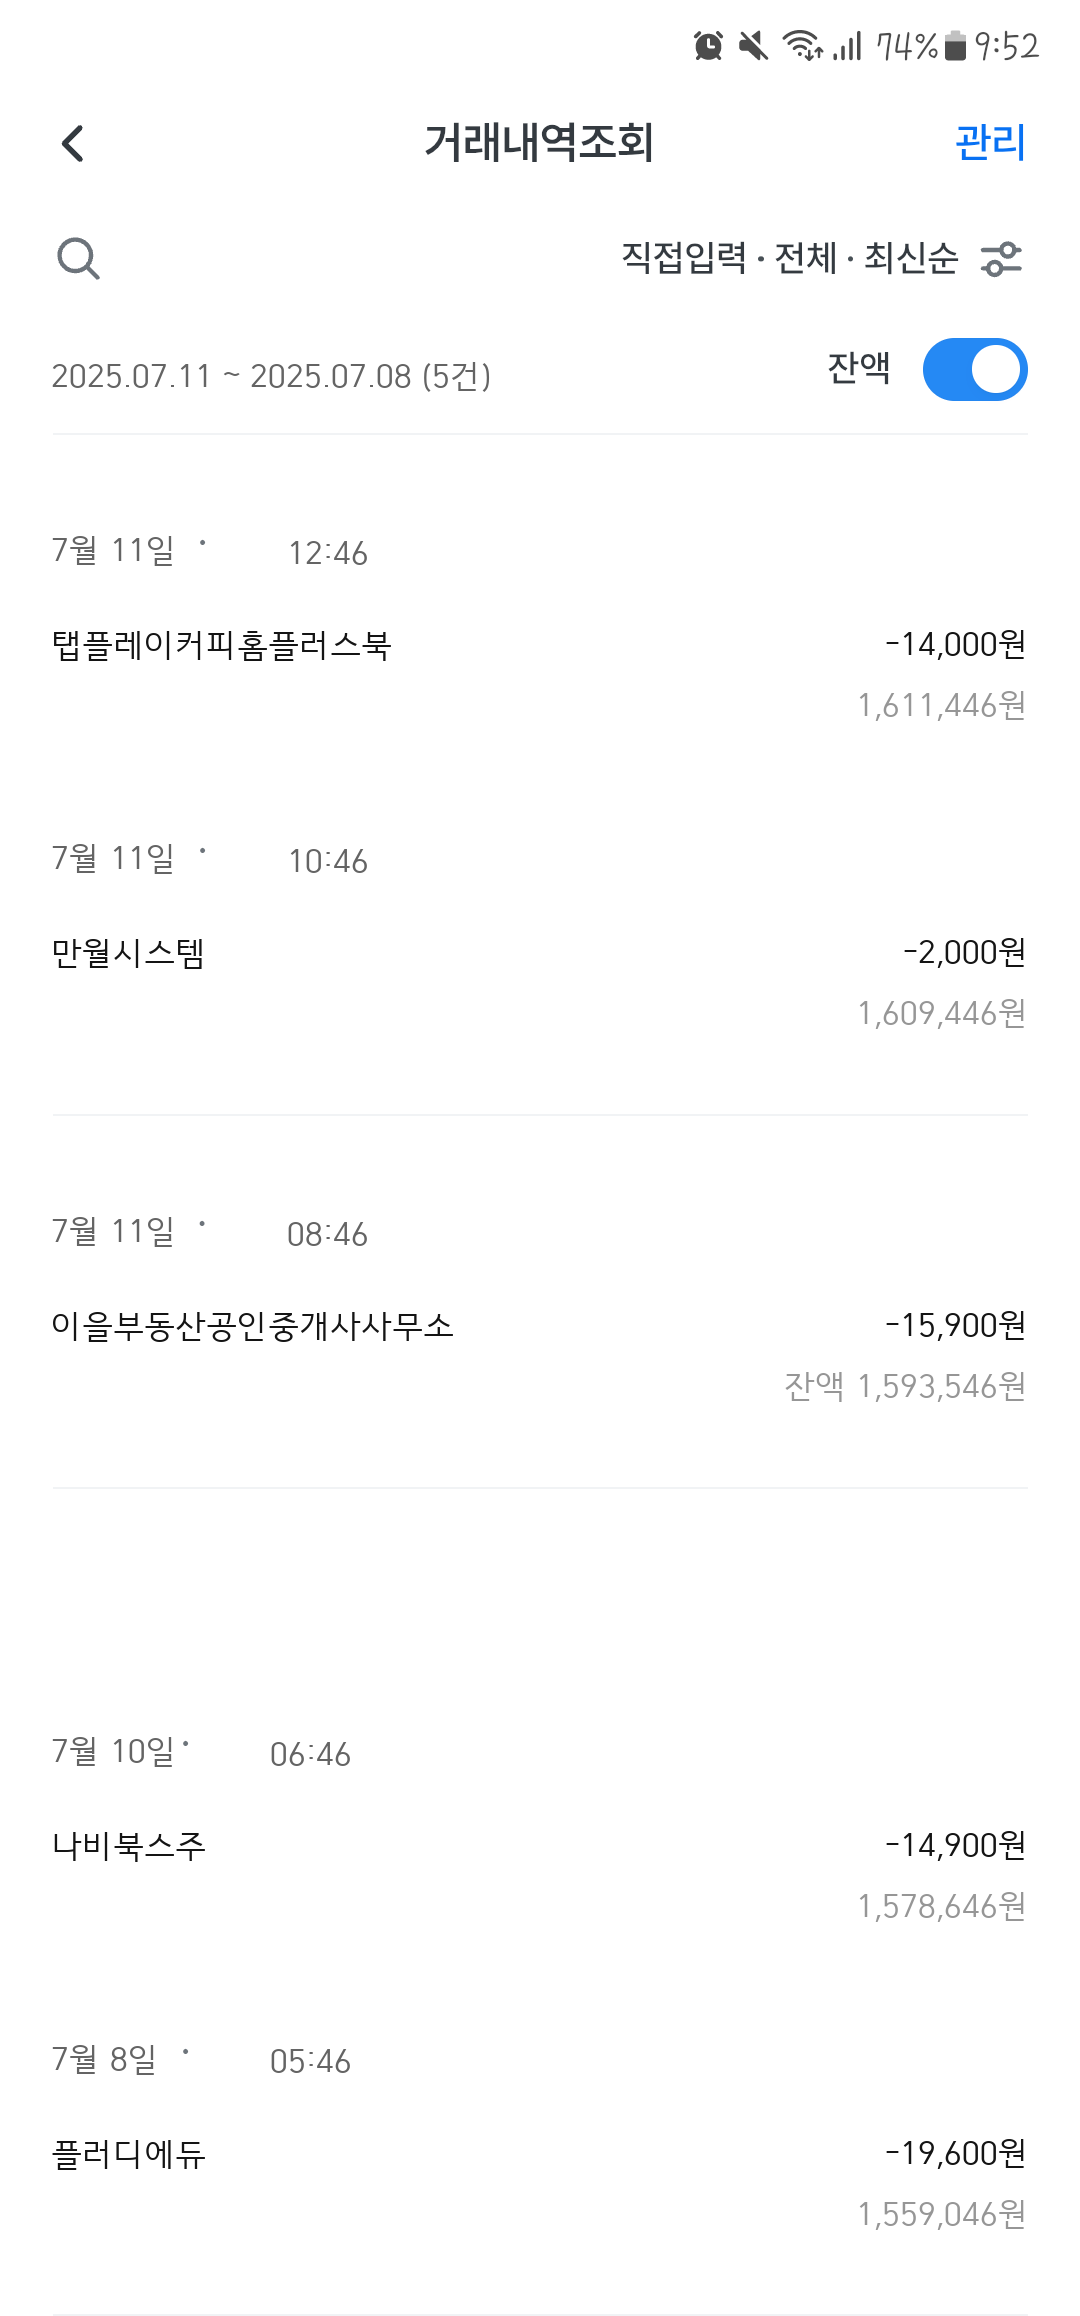 74% 9:52
거래내역조회 관리
직접입력 · 전체 · 최신순
2025.07.11 ~ 2025.07.08 (5건) 잔액
7월 11일 · 12:46
탭플레이커피홈플러스북 -14,000원
1,611,446원
7월 11일 · 10:46
만월시스템 -2,000원
1,609,446원
7월 11일 · 08:46
이을부동산공인중개사사무소 -15,900원
잔액 1,593,546원
7월 10일 · 06:46
나비북스주 -14,900원
1,578,646원
7월 8일 · 05:46
플러디에듀 -19,600원
1,559,046원